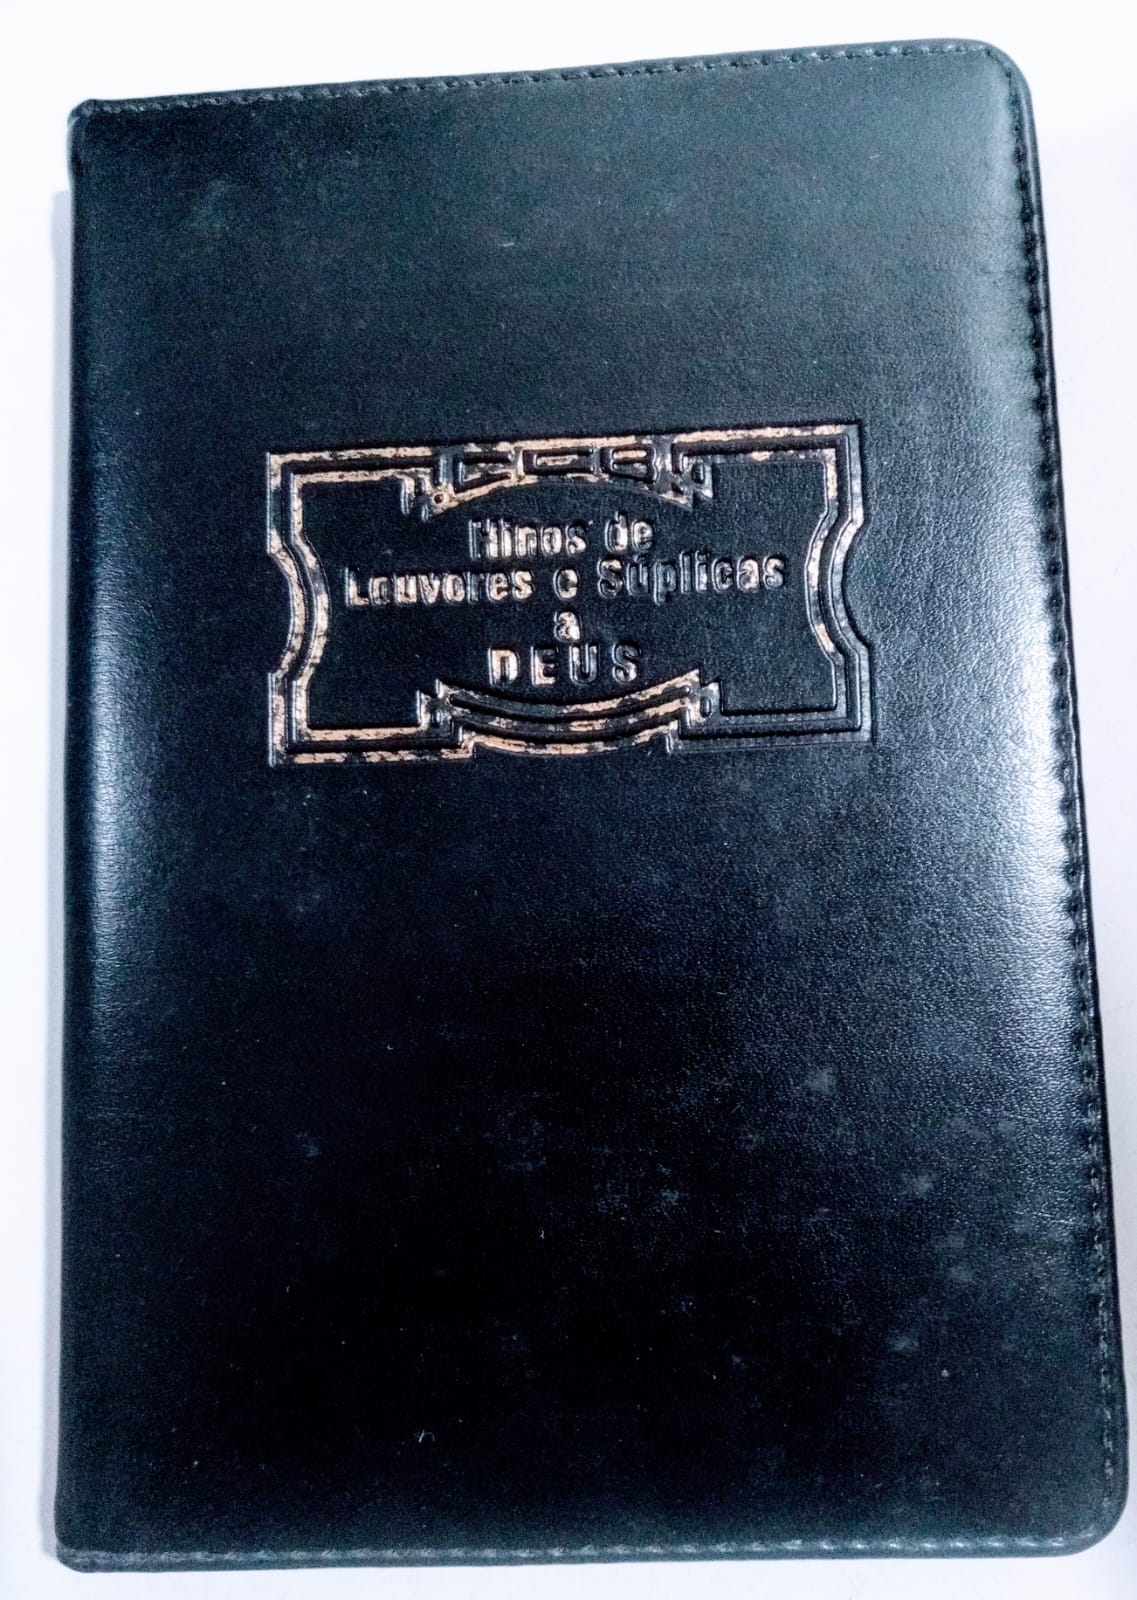 CCB
Hinos de
Louvores e Súplicas
a
DEUS